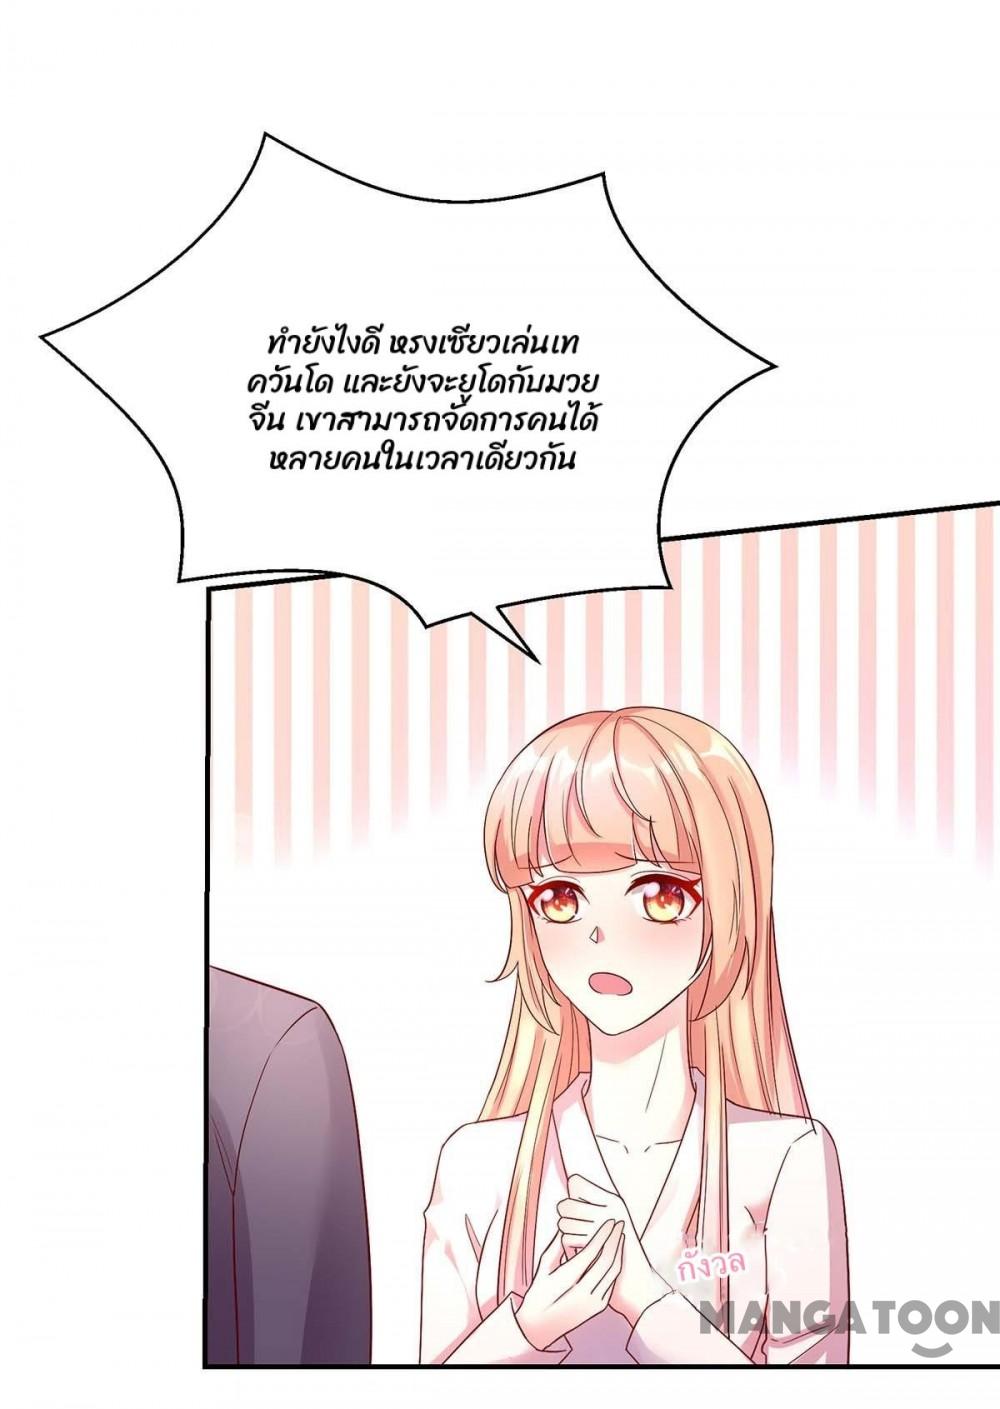 ทำยังไงดี หรงเซียวเล่นเท
ควันโด และยังจะยูโดกับมวย
จีน เขาสามารถจัดการคนได้
หลายคนในเวลาเดียวกัน
กังวล
MANGATOON